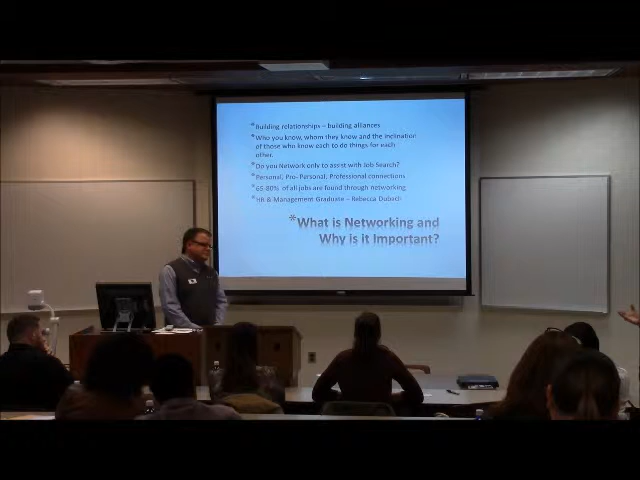 *Building relationships – building alliances
*Who you know, whom they know and the inclination
of those who know each to do things for each
other.
*Do you Network only to assist with Job Search?
*Personal, Pro- Personal, Professional connections
*65-80% of all jobs are found through networking
*HR & Management Graduate – Rebecca Dubach
*What is Networking and
Why is it Important?